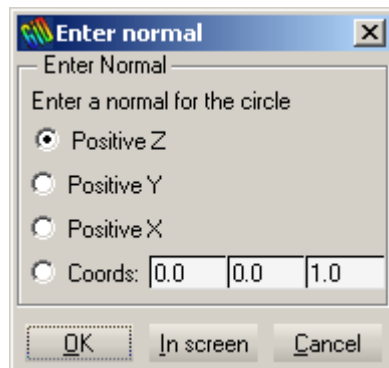 GiD Enter normal
Enter Normal
Enter a normal for the circle
Positive Z
Positive Y
Positive X
Coords: 0.0 0.0 1.0
OK In screen Cancel